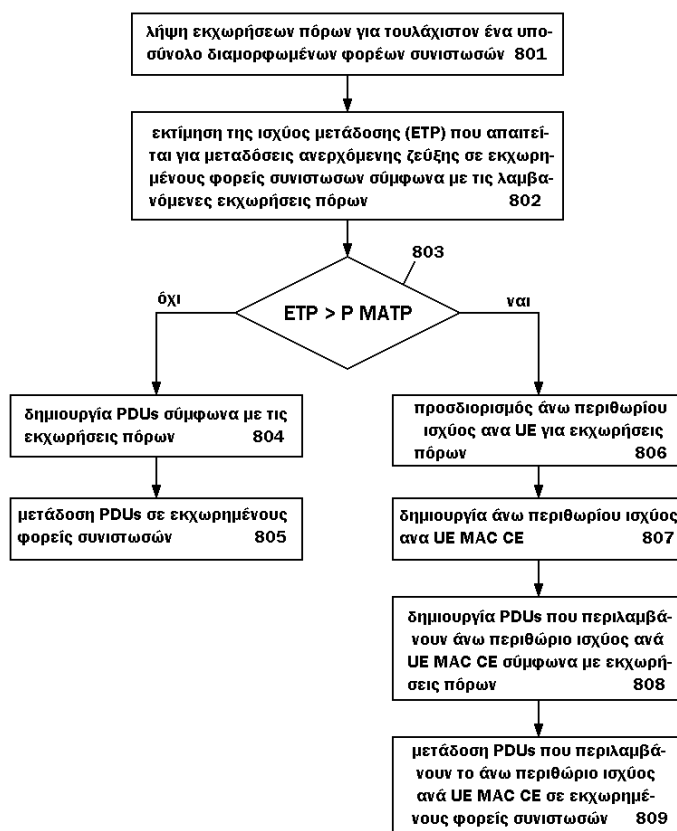 λήψη εκχωρήσεων πόρων για τουλάχιστον ένα υπο-
σύνολο διαμορφωμένων φορέων συνιστωσών 801
εκτίμηση της ισχύος μετάδοσης (ETP) που απαιτεί-
ται για μεταδόσεις ανερχόμενης ζεύξης σε εκχωρη-
μένους φορείς συνιστωσων σύμφωνα με τις λαμβα-
νόμενες εκχωρήσεις πόρων 802
803
ETP > P MATP
όχι
ναι
δημιουργία PDUs σύμφωνα με τις
εκχωρήσεις πόρων 804
μετάδοση PDUs σε εκχωρημένους
φορείς συνιστωσών 805
προσδιορισμός άνω περιθωρίου
ισχύος ανα UE για εκχωρήσεις
πόρων 806
δημιουργία άνω περιθωρίου ισχύος
ανα UE MAC CE 807
δημιουργία PDUs που περιλαμβά-
νουν άνω περιθώριο ισχύος ανά
UE MAC CE σύμφωνα με εκχωρή-
σεις πόρων 808
μετάδοση PDUs που περιλαμβά-
νουν το άνω περιθώριο ισχύος
ανά UE MAC CE σε εκχωρημέ-
νους φορείς συνιστωσών 809